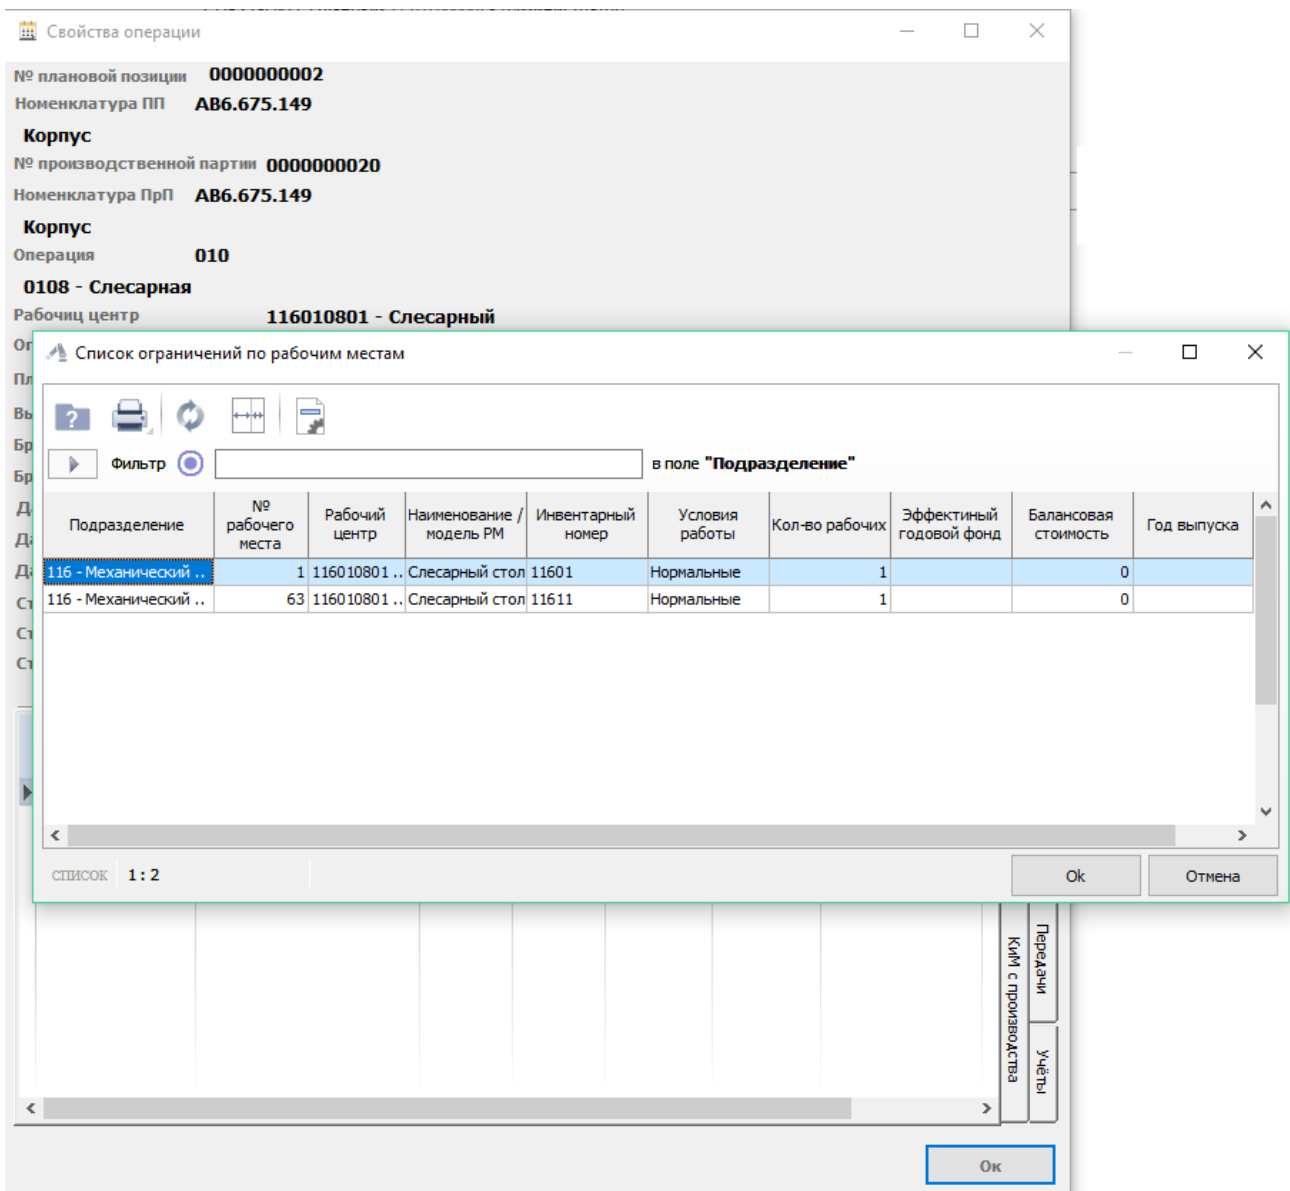 Свойства операции
№ плановой позиции 0000000002
Номенклатура ПП АВ6.675.149
Корпус
№ производственной партии 0000000020
Номенклатура ПрП АВ6.675.149
Корпус
Операция 010
0108 - Слесарная
Рабочиц центр 116010801 - Слесарный
Список ограничений по рабочим местам
Фильтр в поле "Подразделение"
Подразделение № рабочего места Рабочий центр Наименование / модель РМ Инвентарный номер Условия работы Кол-во рабочих Эффектиный годовой фонд Балансовая стоимость Год выпуска
116 - Механический .. 1 116010801 .. Слесарный стол 11601 Нормальные 1 0
116 - Механический .. 63 116010801 .. Слесарный стол 11611 Нормальные 1 0
список 1 : 2
Ok Отмена
Передачи
КиМ с производства
Учёты
Ок